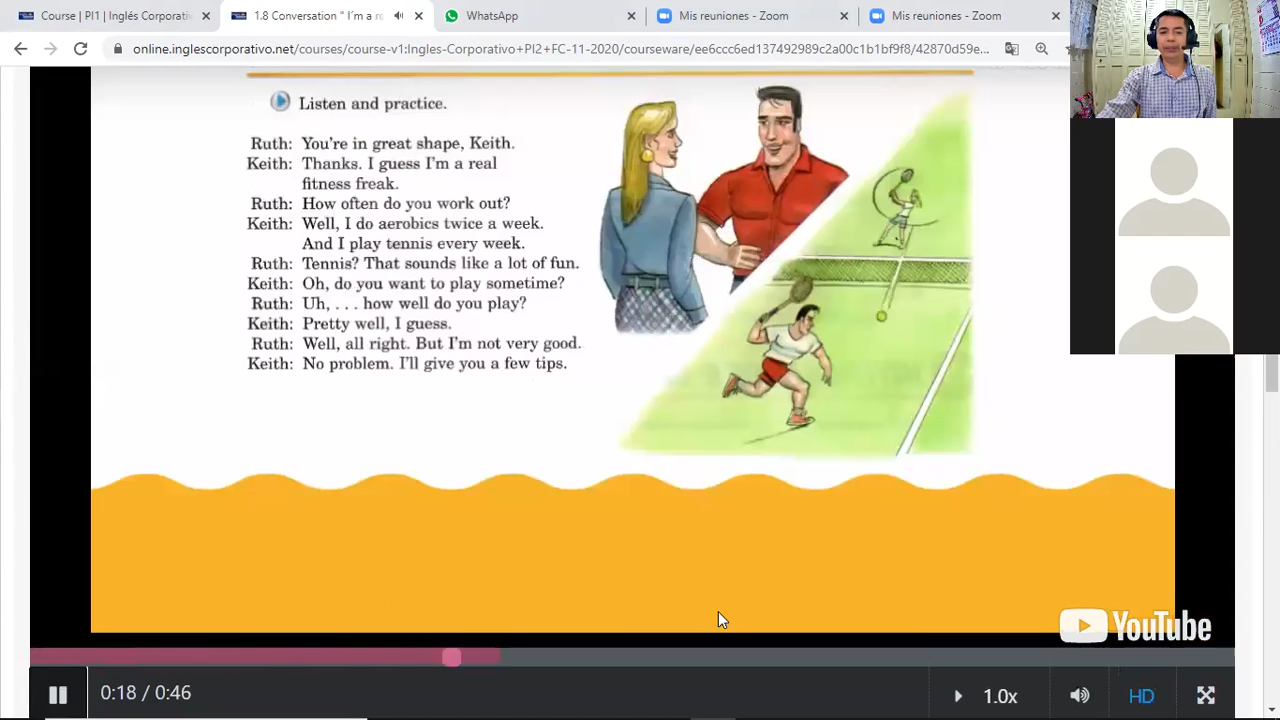 Course | PI1 | Inglés Corporativ
1.8 Conversation " I´m a re
WhatsApp
Mis reuniones - Zoom
Mis reuniones - Zoom
online.inglescorporativo.net/courses/course-v1:Ingles-Corporativo+PI2+FC-11-2020/courseware/
Listen and practice.
Ruth: You're in great shape, Keith.
Keith: Thanks. I guess I'm a real
fitness freak.
Ruth: How often do you work out?
Keith: Well, I do aerobics twice a week.
And I play tennis every week.
Ruth: Tennis? That sounds like a lot of fun.
Keith: Oh, do you want to play sometime?
Ruth: Uh, . . . how well do you play?
Keith: Pretty well, I guess.
Ruth: Well, all right. But I'm not very good.
Keith: No problem. I'll give you a few tips.
YouTube
0:18 / 0:46
1.0x
HD